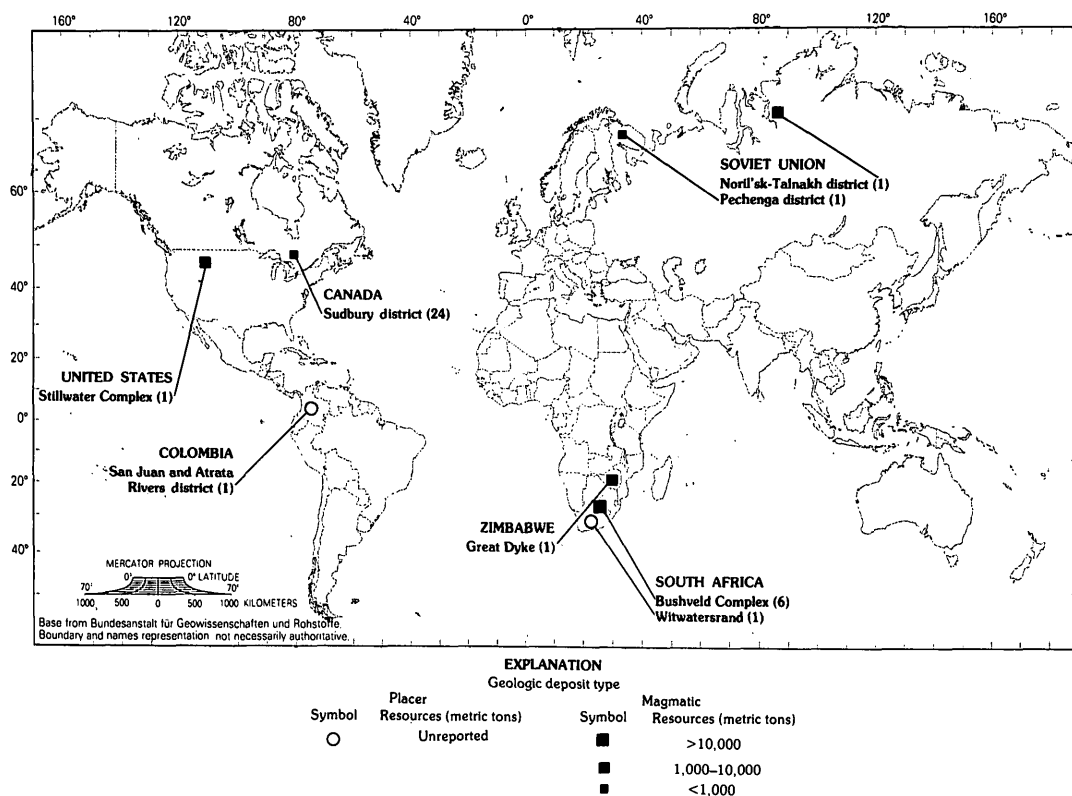 160° 120° 80° 40° 0° 40° 80° 120° 160°
60°
40°
20°
0°
20°
40°
SOVIET UNION
Noril'sk-Talnakh district (1)
Pechenga district (1)
CANADA
Sudbury district (24)
UNITED STATES
Stillwater Complex (1)
COLOMBIA
San Juan and Atrata
Rivers district (1)
ZIMBABWE
Great Dyke (1)
SOUTH AFRICA
Bushveld Complex (6)
Witwatersrand (1)
MERCATOR PROJECTION
0° 0° LATITUDE
70° 70°
1000 500 0 500 1000 KILOMETERS
Base from Bundesanstalt für Geowissenschaften und Rohstoffe.
Boundary and names representation not necessarily authoritative.
EXPLANATION
Geologic deposit type
Placer
Symbol Resources (metric tons)
Unreported
Magmatic
Symbol Resources (metric tons)
>10,000
1,000–10,000
<1,000